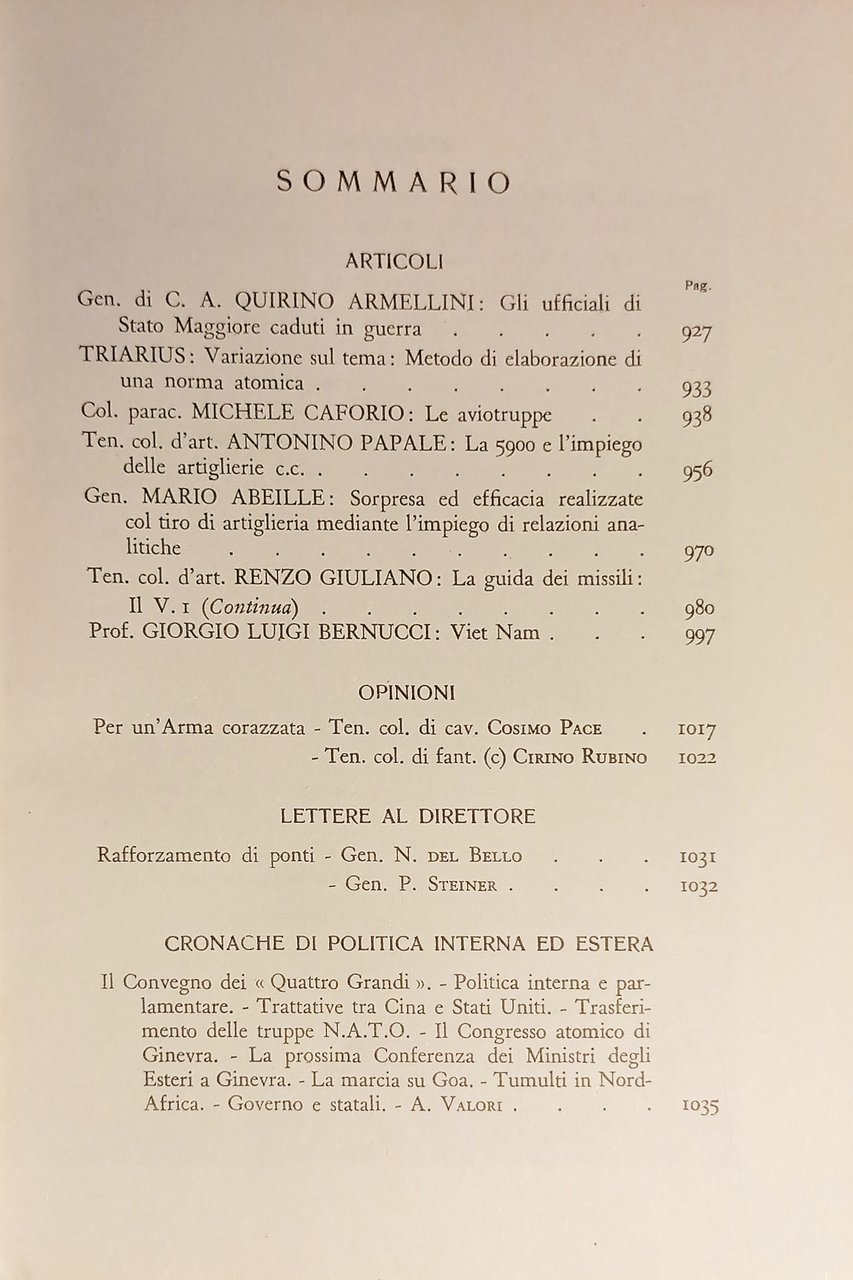 SOMMARIO
ARTICOLI
Pag.
Gen. di C. A. QUIRINO ARMELLINI: Gli ufficiali di
Stato Maggiore caduti in guerra . . . . . 927
TRIARIUS: Variazione sul tema: Metodo di elaborazione di
una norma atomica . . . . . . . . 933
Col. parac. MICHELE CAFORIO: Le aviotruppe . . 938
Ten. col. d'art. ANTONINO PAPALE: La 5900 e l'impiego
delle artiglierie c.c. . . . . . . . . 956
Gen. MARIO ABEILLE: Sorpresa ed efficacia realizzate
col tiro di artiglieria mediante l'impiego di relazioni ana-
litiche . . . . . . . . . . 970
Ten. col. d'art. RENZO GIULIANO: La guida dei missili:
Il V. 1 (Continua) . . . . . . . . 980
Prof. GIORGIO LUIGI BERNUCCI: Viet Nam . . . 997
OPINIONI
Per un'Arma corazzata - Ten. col. di cav. COSIMO PACE . 1017
- Ten. col. di fant. (c) CIRINO RUBINO 1022
LETTERE AL DIRETTORE
Rafforzamento di ponti - Gen. N. DEL BELLO . . . 1031
- Gen. P. STEINER . . . . 1032
CRONACHE DI POLITICA INTERNA ED ESTERA
Il Convegno dei « Quattro Grandi ». - Politica interna e par-
lamentare. - Trattative tra Cina e Stati Uniti. - Trasferi-
mento delle truppe N.A.T.O. - Il Congresso atomico di
Ginevra. - La prossima Conferenza dei Ministri degli
Esteri a Ginevra. - La marcia su Goa. - Tumulti in Nord-
Africa. - Governo e statali. - A. VALORI . . . . 1035